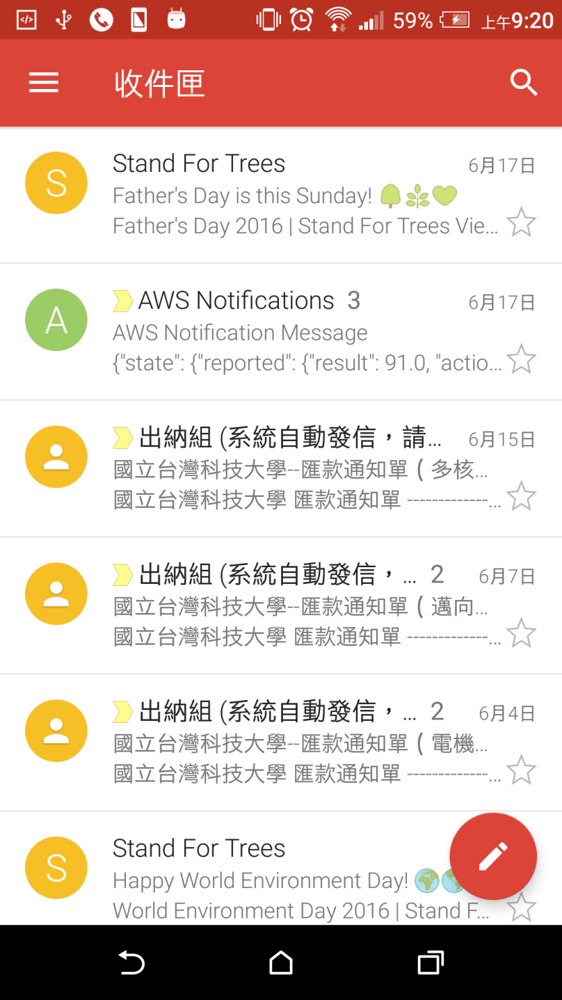 59% 上午9:20
收件匣
Stand For Trees 6月17日
Father's Day is this Sunday!
Father's Day 2016 | Stand For Trees Vie...
AWS Notifications 3 6月17日
AWS Notification Message
{"state": {"reported": {"result": 91.0, "actio...
出納組 (系統自動發信，請... 6月15日
國立台灣科技大學--匯款通知單 ( 多核...
國立台灣科技大學 匯款通知單 -------------...
出納組 (系統自動發信，... 2 6月7日
國立台灣科技大學--匯款通知單 ( 邁向...
國立台灣科技大學 匯款通知單 -------------...
出納組 (系統自動發信，... 2 6月4日
國立台灣科技大學--匯款通知單 ( 電機...
國立台灣科技大學 匯款通知單 -------------...
Stand For Trees
Happy World Environment Day!
World Environment Day 2016 | Stand F...
S
A
S